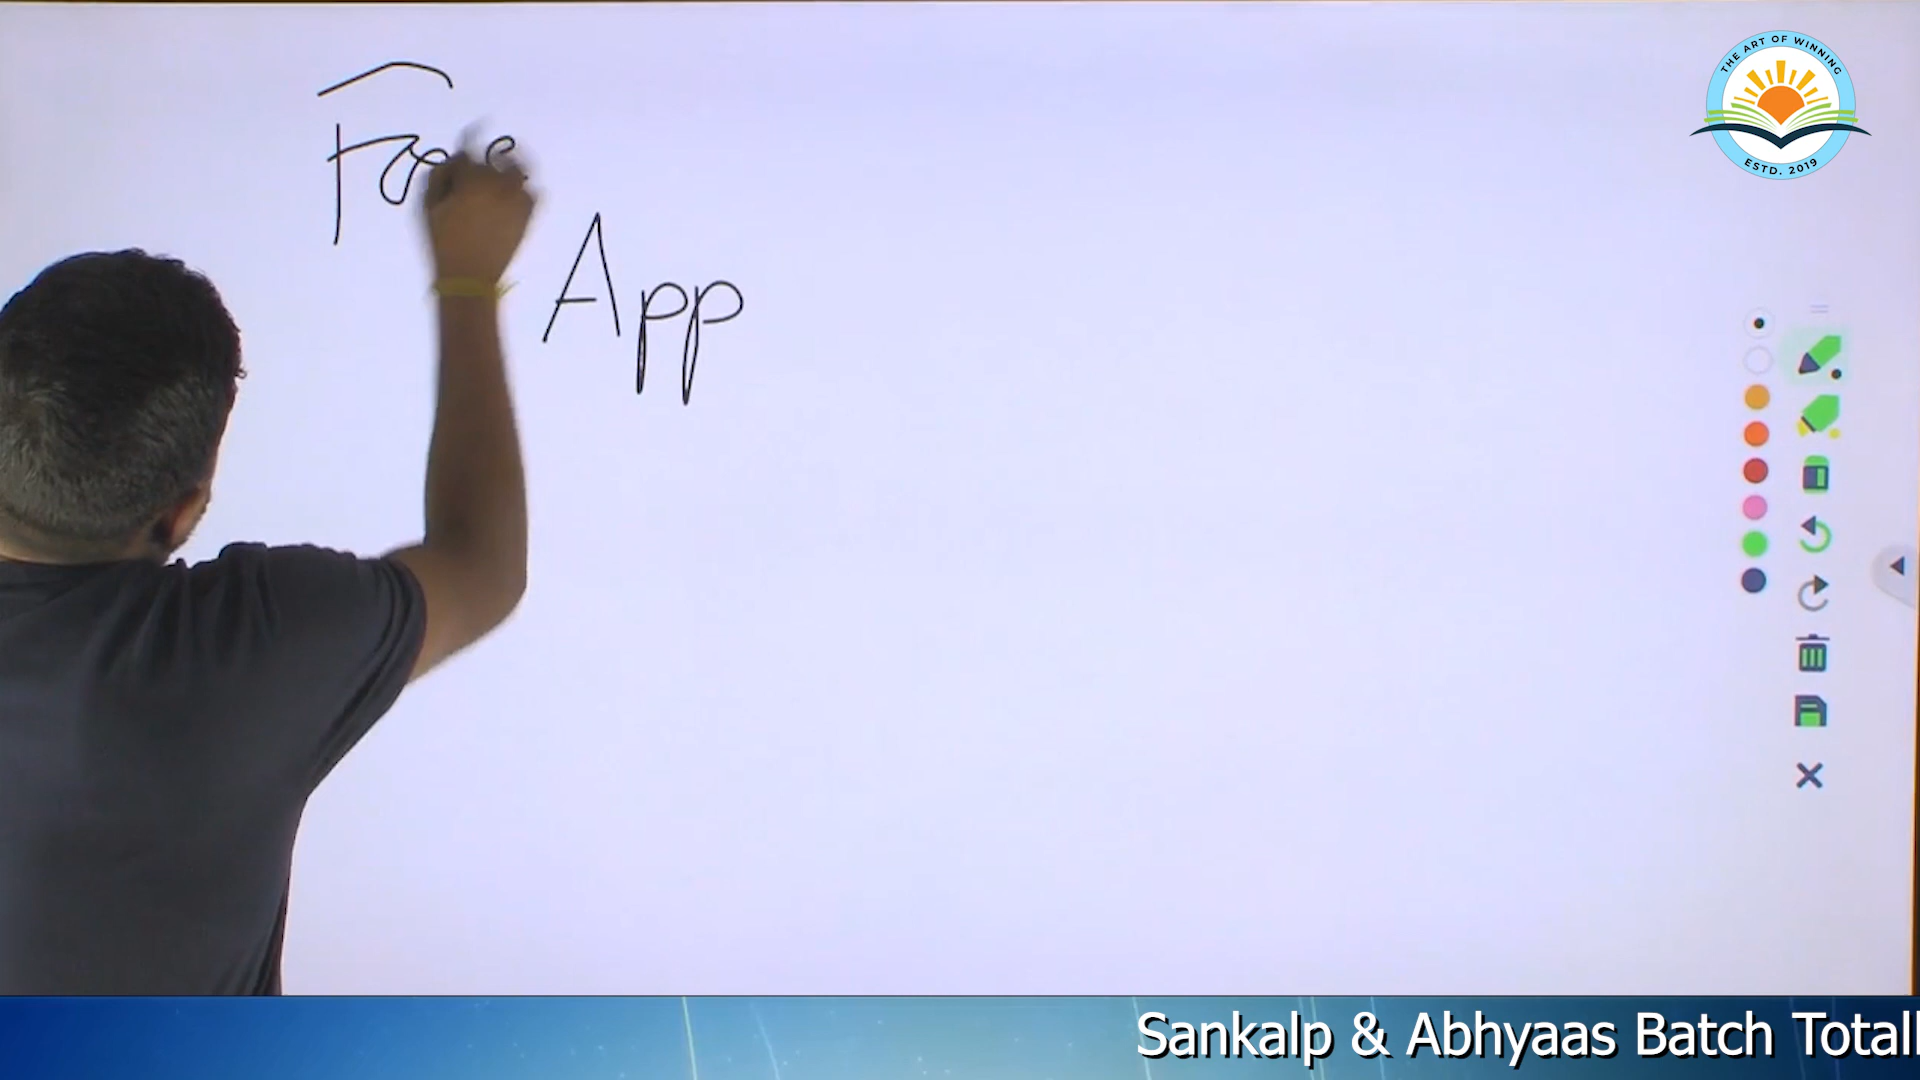 App
THE ART OF WINNING
ESTD. 2019
Sankalp & Abhyaas Batch Totall